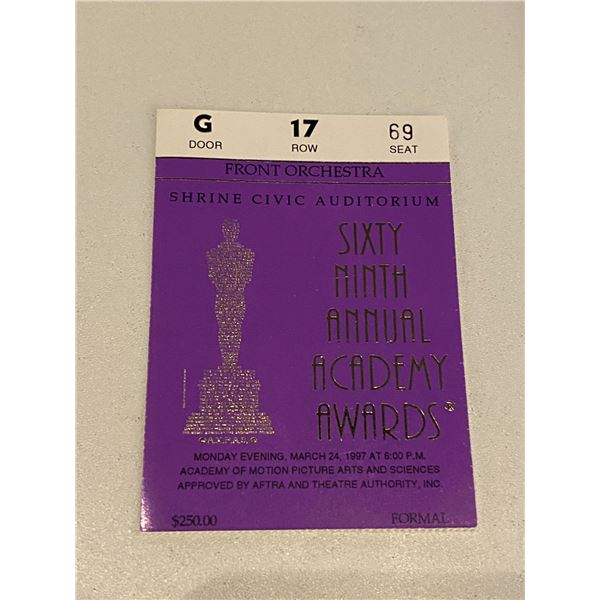 G 17 69
DOOR ROW SEAT
FRONT ORCHESTRA
SHRINE CIVIC AUDITORIUM
SIXTY
NINTH
ANNUAL
ACADEMY
AWARDS®
©A.M.P.A.S.®
MONDAY EVENING, MARCH 24, 1997 AT 6:00 P.M.
ACADEMY OF MOTION PICTURE ARTS AND SCIENCES
APPROVED BY AFTRA AND THEATRE AUTHORITY, INC.
$250.00 FORMAL